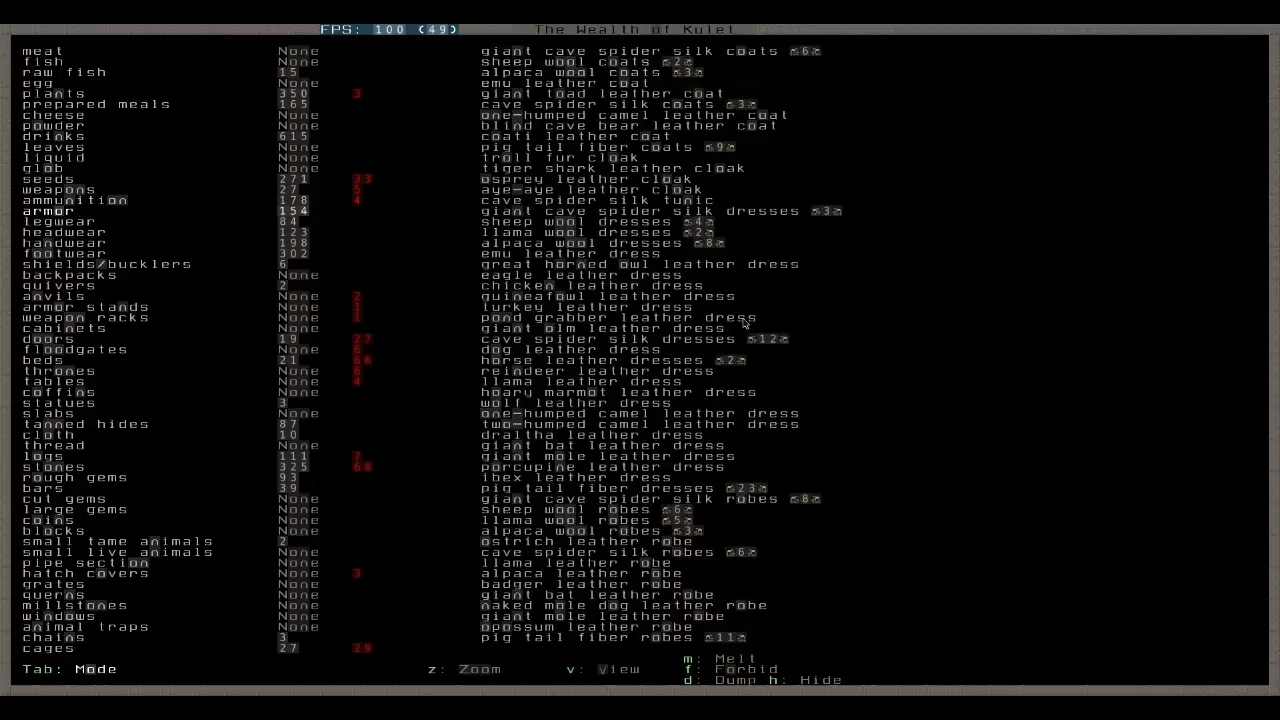 FPS: 100 (49) The Wealth of Kulet
meat None giant cave spider silk coats 6
fish None sheep wool coats 2
raw fish 15 alpaca wool coats 3
egg None emu leather coat
plants 350 3 giant toad leather coat
prepared meals 165 cave spider silk coats 3
cheese None one-humped camel leather coat
powder None blind cave bear leather coat
drinks 615 coati leather coat
leaves None pig tail fiber coats 9
liquid None troll fur cloak
glob None tiger shark leather cloak
seeds 271 33 osprey leather cloak
weapons 27 5 aye-aye leather cloak
ammunition 178 4 cave spider silk tunic
armor 154 giant cave spider silk dresses 3
legwear 84 sheep wool dresses 4
headwear 123 llama wool dresses 2
handwear 198 alpaca wool dresses 8
footwear 302 emu leather dress
shields/bucklers 6 great horned owl leather dress
backpacks None eagle leather dress
quivers 2 chicken leather dress
anvils None 2 guineafowl leather dress
armor stands None 1 turkey leather dress
weapon racks None 1 pond grabber leather dress
cabinets None giant olm leather dress
doors 19 27 cave spider silk dresses 12
floodgates None 6 dog leather dress
beds 21 66 horse leather dresses 2
thrones None 6 reindeer leather dress
tables None 4 llama leather dress
coffins None hoary marmot leather dress
statues 3 wolf leather dress
slabs None one-humped camel leather dress
tanned hides 87 two-humped camel leather dress
cloth 10 draltha leather dress
thread None giant bat leather dress
logs 111 7 giant mole leather dress
stones 325 68 porcupine leather dress
rough gems 93 ibex leather dress
bars 39 pig tail fiber dresses 23
cut gems None giant cave spider silk robes 8
large gems None sheep wool robes 6
coins None llama wool robes 5
blocks None alpaca wool robes 3
small tame animals 2 ostrich leather robe
small live animals None cave spider silk robes 6
pipe section None llama leather robe
hatch covers None 3 alpaca leather robe
grates None badger leather robe
querns None giant bat leather robe
millstones None naked mole dog leather robe
windows None giant mole leather robe
animal traps None opossum leather robe
chains 3 pig tail fiber robes 11
cages 27 29
m: Melt
Tab: Mode z: Zoom v: View f: Forbid
d: Dump h: Hide